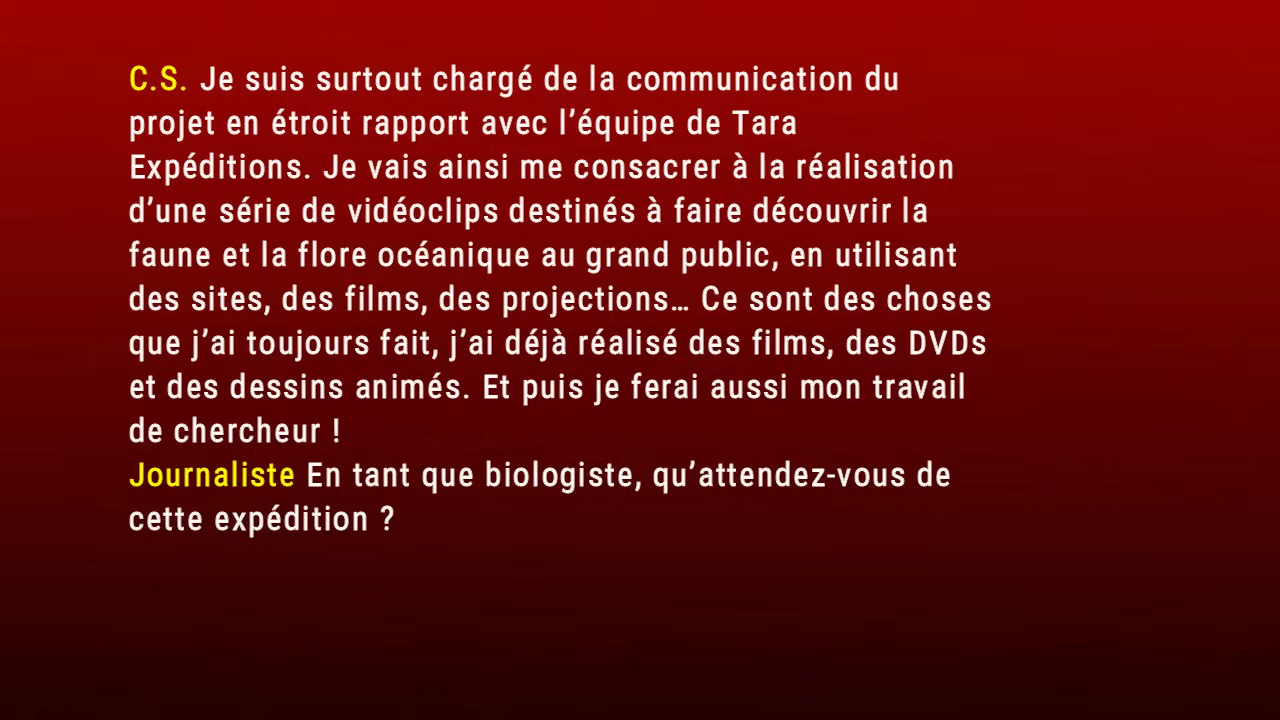 C.S. Je suis surtout chargé de la communication du
projet en étroit rapport avec l’équipe de Tara
Expéditions. Je vais ainsi me consacrer à la réalisation
d’une série de vidéoclips destinés à faire découvrir la
faune et la flore océanique au grand public, en utilisant
des sites, des films, des projections… Ce sont des choses
que j’ai toujours fait, j’ai déjà réalisé des films, des DVDs
et des dessins animés. Et puis je ferai aussi mon travail
de chercheur !
Journaliste En tant que biologiste, qu’attendez-vous de
cette expédition ?